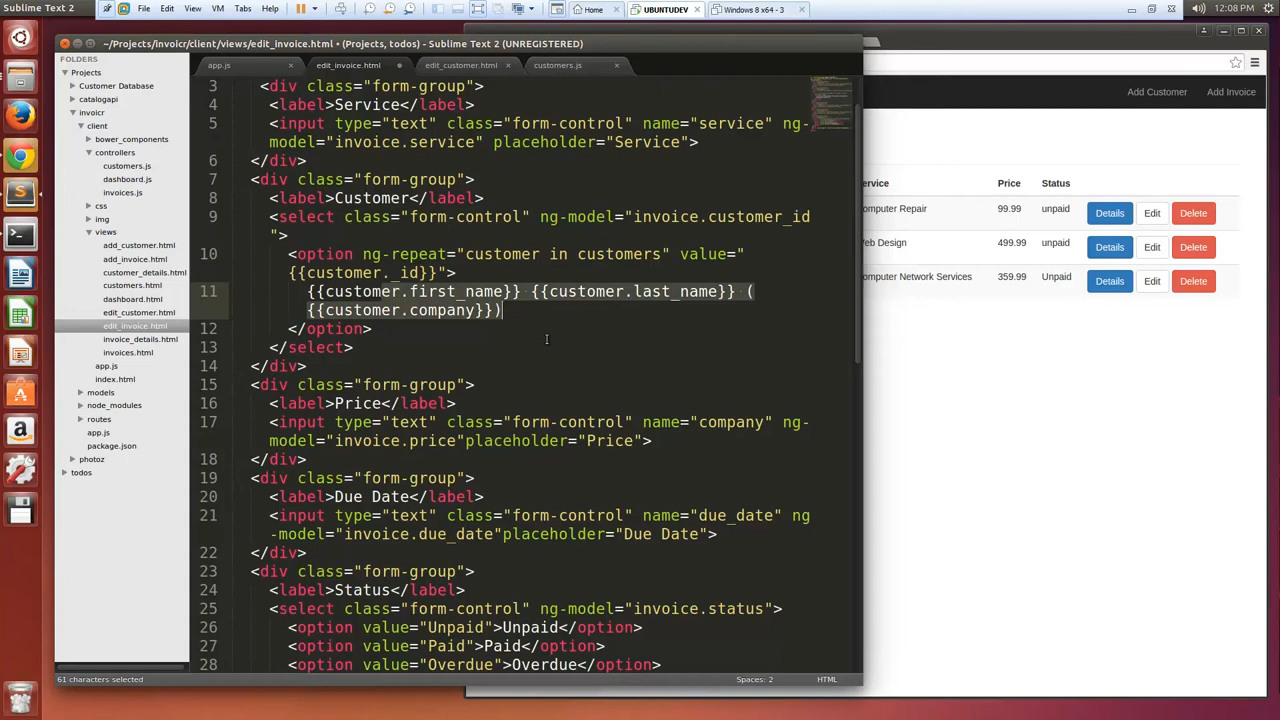 Sublime Text 2
File Edit View VM Tabs Help
Home
UBUNTUDEV
Windows 8 x64 - 3
12:08 PM
~/Projects/invoicr/client/views/edit_invoice.html • (Projects, todos) - Sublime Text 2 (UNREGISTERED)
FOLDERS
Projects
Customer Database
catalogapi
invoicr
client
bower_components
controllers
customers.js
dashboard.js
invoices.js
css
img
views
add_customer.html
add_invoice.html
customer_details.html
customers.html
dashboard.html
edit_customer.html
edit_invoice.html
invoice_details.html
invoices.html
app.js
index.html
models
node_modules
routes
app.js
package.json
photoz
todos
app.js
edit_invoice.html
edit_customer.html
customers.js
3 <div class="form-group">
4 <label>Service</label>
5 <input type="text" class="form-control" name="service" ng-
model="invoice.service" placeholder="Service">
6 </div>
7 <div class="form-group">
8 <label>Customer</label>
9 <select class="form-control" ng-model="invoice.customer_id
">
10 <option ng-repeat="customer in customers" value="
{{customer._id}}">
11 {{customer.first_name}} {{customer.last_name}} (
{{customer.company}})
12 </option>
13 </select>
14 </div>
15 <div class="form-group">
16 <label>Price</label>
17 <input type="text" class="form-control" name="company" ng-
model="invoice.price"placeholder="Price">
18 </div>
19 <div class="form-group">
20 <label>Due Date</label>
21 <input type="text" class="form-control" name="due_date" ng
-model="invoice.due_date"placeholder="Due Date">
22 </div>
23 <div class="form-group">
24 <label>Status</label>
25 <select class="form-control" ng-model="invoice.status">
26 <option value="Unpaid">Unpaid</option>
27 <option value="Paid">Paid</option>
28 <option value="Overdue">Overdue</option>
61 characters selected
Spaces: 2
HTML
Add Customer Add Invoice
ervice Price Status
omputer Repair 99.99 unpaid Details Edit Delete
eb Design 499.99 unpaid Details Edit Delete
omputer Network Services 359.99 Unpaid Details Edit Delete